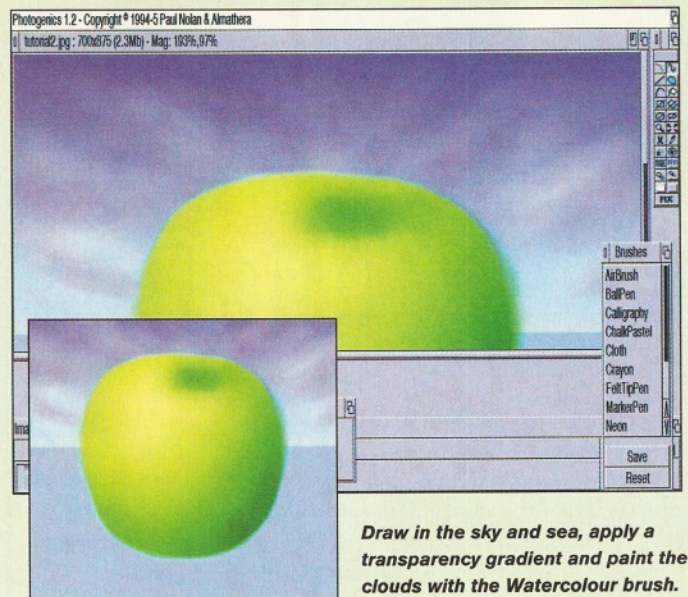 Photogenics 1.2 - Copyright © 1994-5 Paul Nolan & Almathera
tutorial2.jpg : 700x875 (2.3Mb) - Mag: 193%,97%
FIX
Brushes
AirBrush
BallPen
Calligraphy
ChalkPastel
Cloth
Crayon
FeltTipPen
MarkerPen
Neon
Save
Reset
Draw in the sky and sea, apply a
transparency gradient and paint the
clouds with the Watercolour brush.